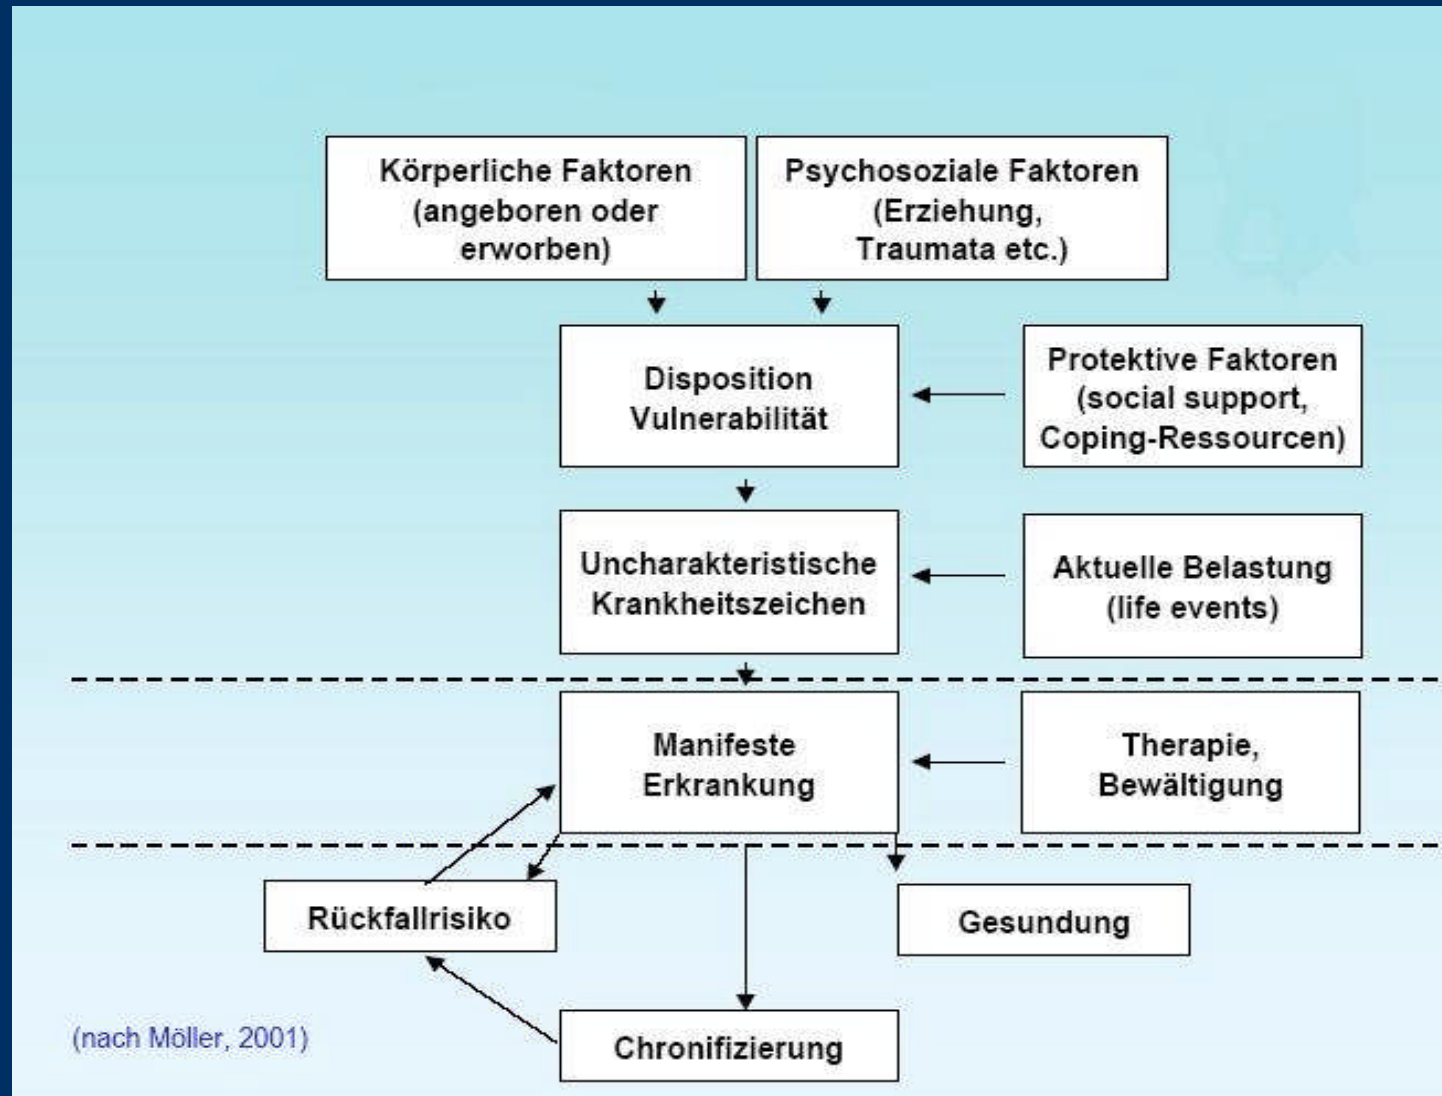 Körperliche Faktoren
(angeboren oder
erworben)
Psychosoziale Faktoren
(Erziehung,
Traumata etc.)
Disposition
Vulnerabilität
Protektive Faktoren
(social support,
Coping-Ressourcen)
Uncharakteristische
Krankheitszeichen
Aktuelle Belastung
(life events)
Manifeste
Erkrankung
Therapie,
Bewältigung
Rückfallrisiko
Gesundung
Chronifizierung
(nach Möller, 2001)